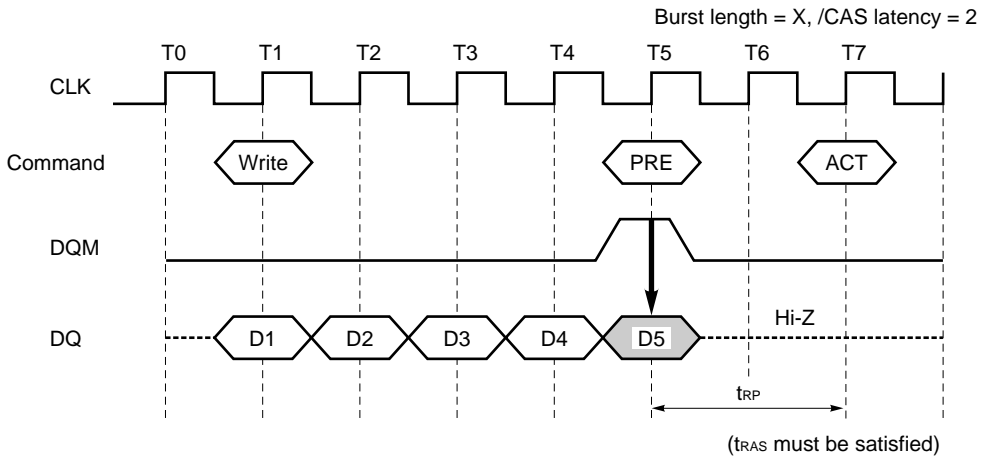 Burst length = X, /CAS latency = 2
T0 T1 T2 T3 T4 T5 T6 T7
CLK
Command Write PRE ACT
DQM
DQ D1 D2 D3 D4 D5 Hi-Z
tRP
(tRAS must be satisfied)